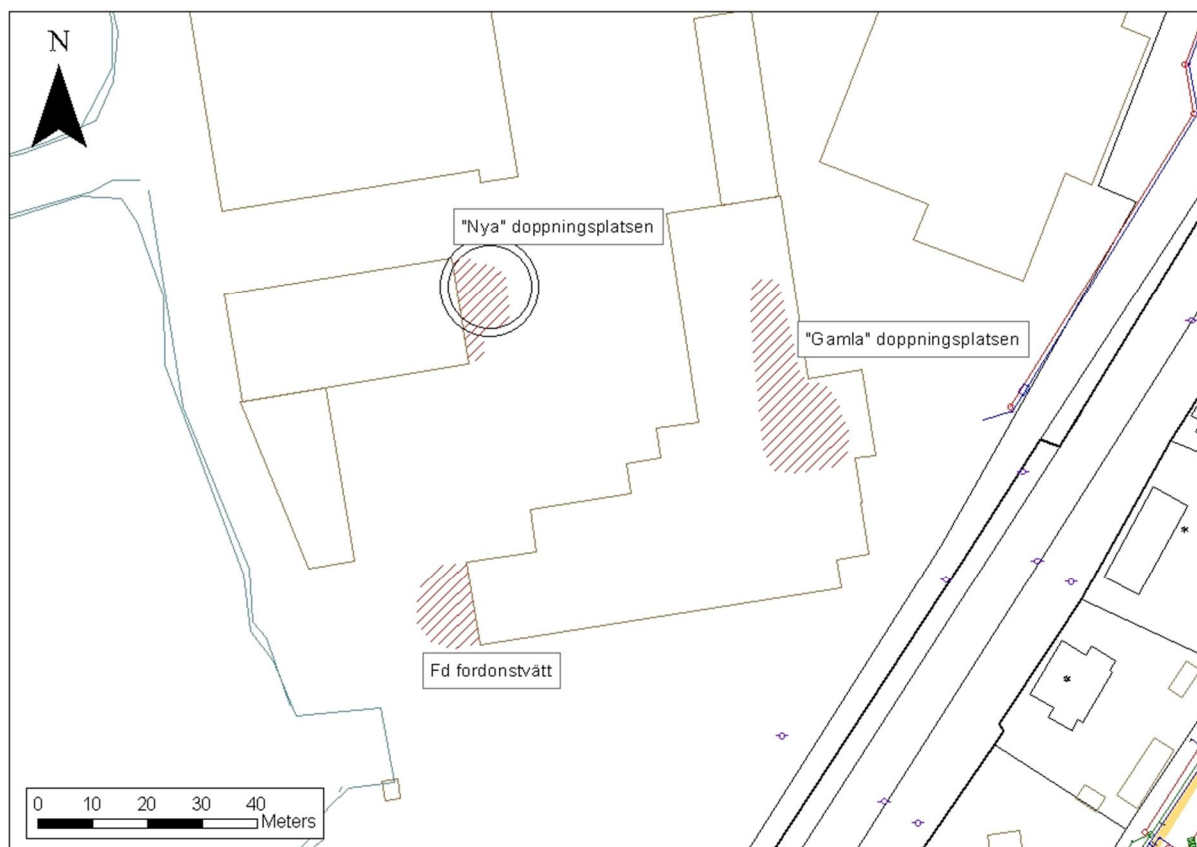 N
"Nya" doppningsplatsen
"Gamla" doppningsplatsen
Fd fordonstvätt
0 10 20 30 40
Meters